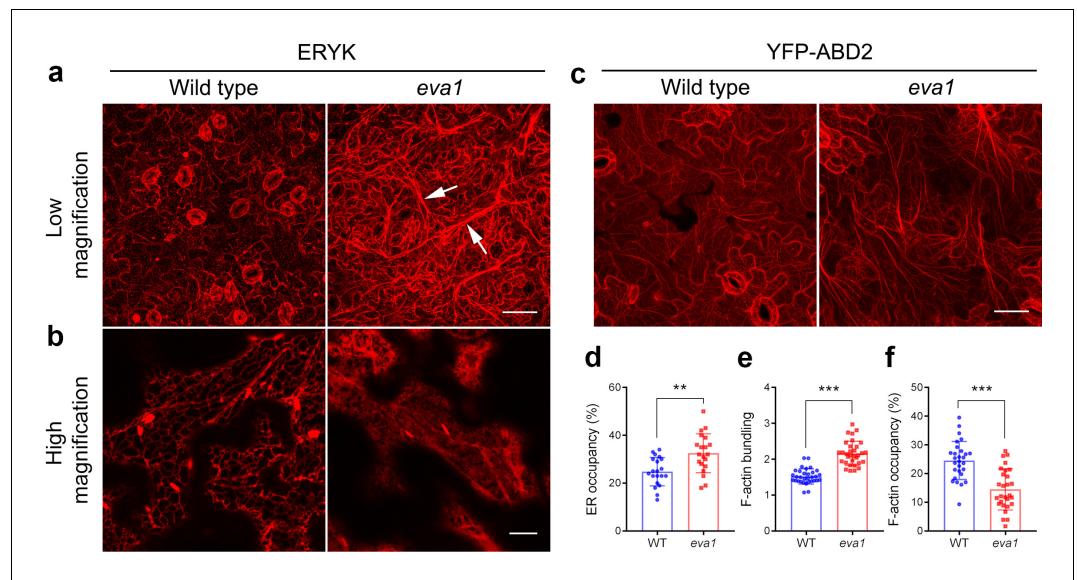 ERYK
YFP-ABD2
a
Wild type
eva1
c
Wild type
eva1
Low
magnification
b
High
magnification
d
ER occupancy (%)
60
40
20
0
**
WT
eva1
e
F-actin bundling
4
3
2
1
0
***
WT
eva1
f
F-actin occupancy (%)
50
40
30
20
10
0
***
WT
eva1